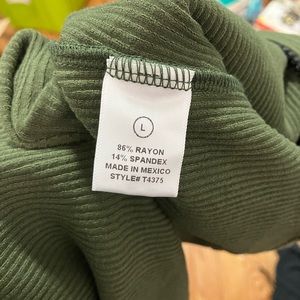 L
86% RAYON
14% SPANDEX
MADE IN MEXICO
STYLE# T4375